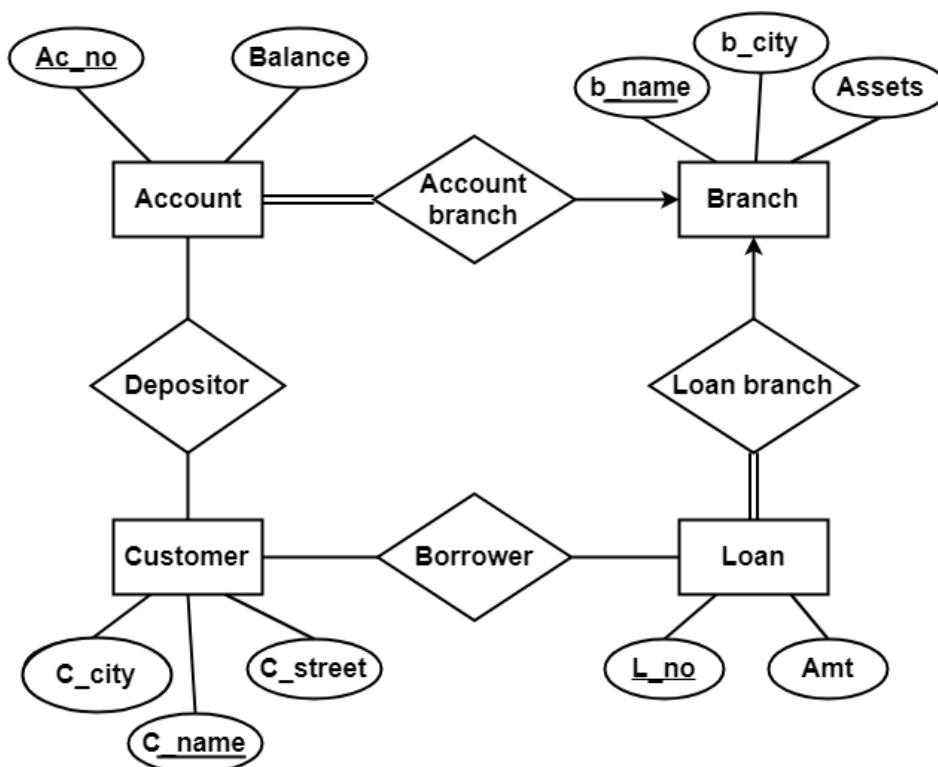 Ac_no
Balance
b_name
b_city
Assets
Account
Account
branch
Branch
Depositor
Loan branch
Customer
Borrower
Loan
C_city
C_name
C_street
L_no
Amt